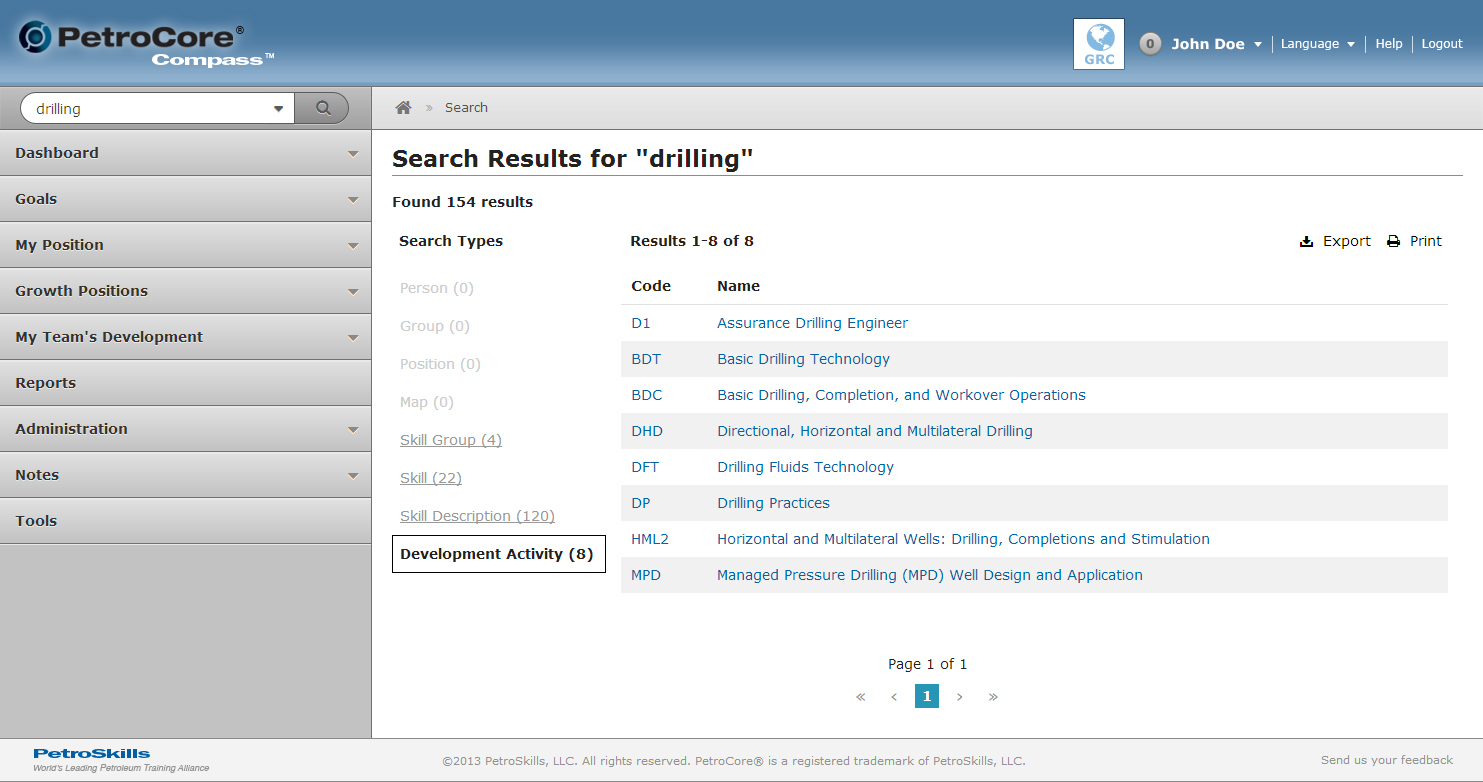 PetroCore®
Compass™
GRC
0 John Doe Language Help Logout
drilling
» Search
Dashboard
Goals
My Position
Growth Positions
My Team's Development
Reports
Administration
Notes
Tools
Search Results for "drilling"
Found 154 results
Search Types
Person (0)
Group (0)
Position (0)
Map (0)
Skill Group (4)
Skill (22)
Skill Description (120)
Development Activity (8)
Results 1-8 of 8
Export Print
Code Name
D1 Assurance Drilling Engineer
BDT Basic Drilling Technology
BDC Basic Drilling, Completion, and Workover Operations
DHD Directional, Horizontal and Multilateral Drilling
DFT Drilling Fluids Technology
DP Drilling Practices
HML2 Horizontal and Multilateral Wells: Drilling, Completions and Stimulation
MPD Managed Pressure Drilling (MPD) Well Design and Application
Page 1 of 1
« ‹ 1 › »
PetroSkills
World's Leading Petroleum Training Alliance
©2013 PetroSkills, LLC. All rights reserved. PetroCore® is a registered trademark of PetroSkills, LLC.
Send us your feedback